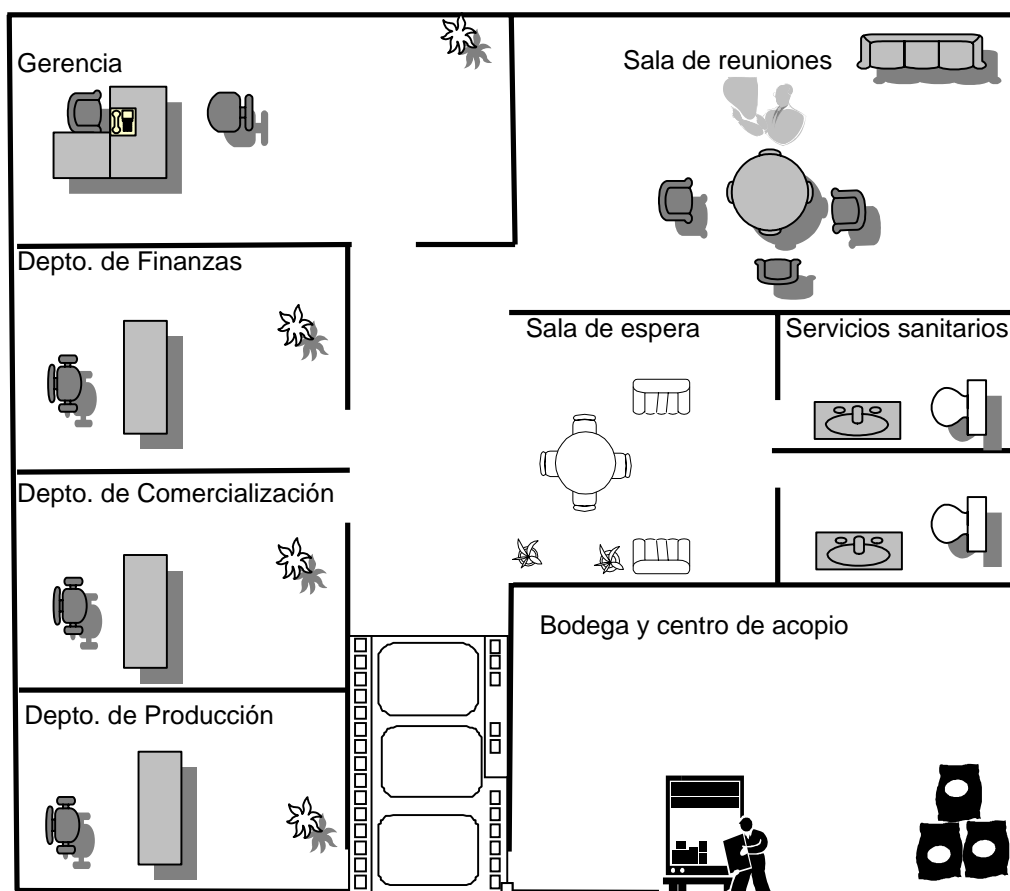 Gerencia
Sala de reuniones
Depto. de Finanzas
Sala de espera
Servicios sanitarios
Depto. de Comercialización
Bodega y centro de acopio
Depto. de Producción